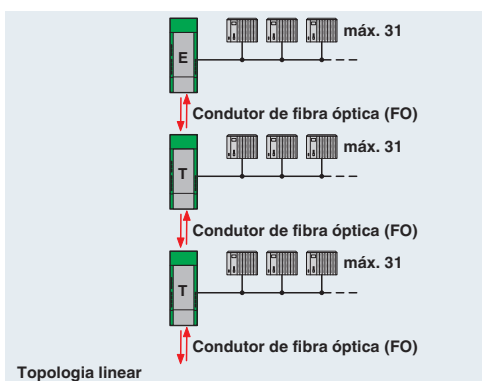 máx. 31
E
Condutor de fibra óptica (FO)
máx. 31
T
Condutor de fibra óptica (FO)
máx. 31
T
Condutor de fibra óptica (FO)
Topologia linear